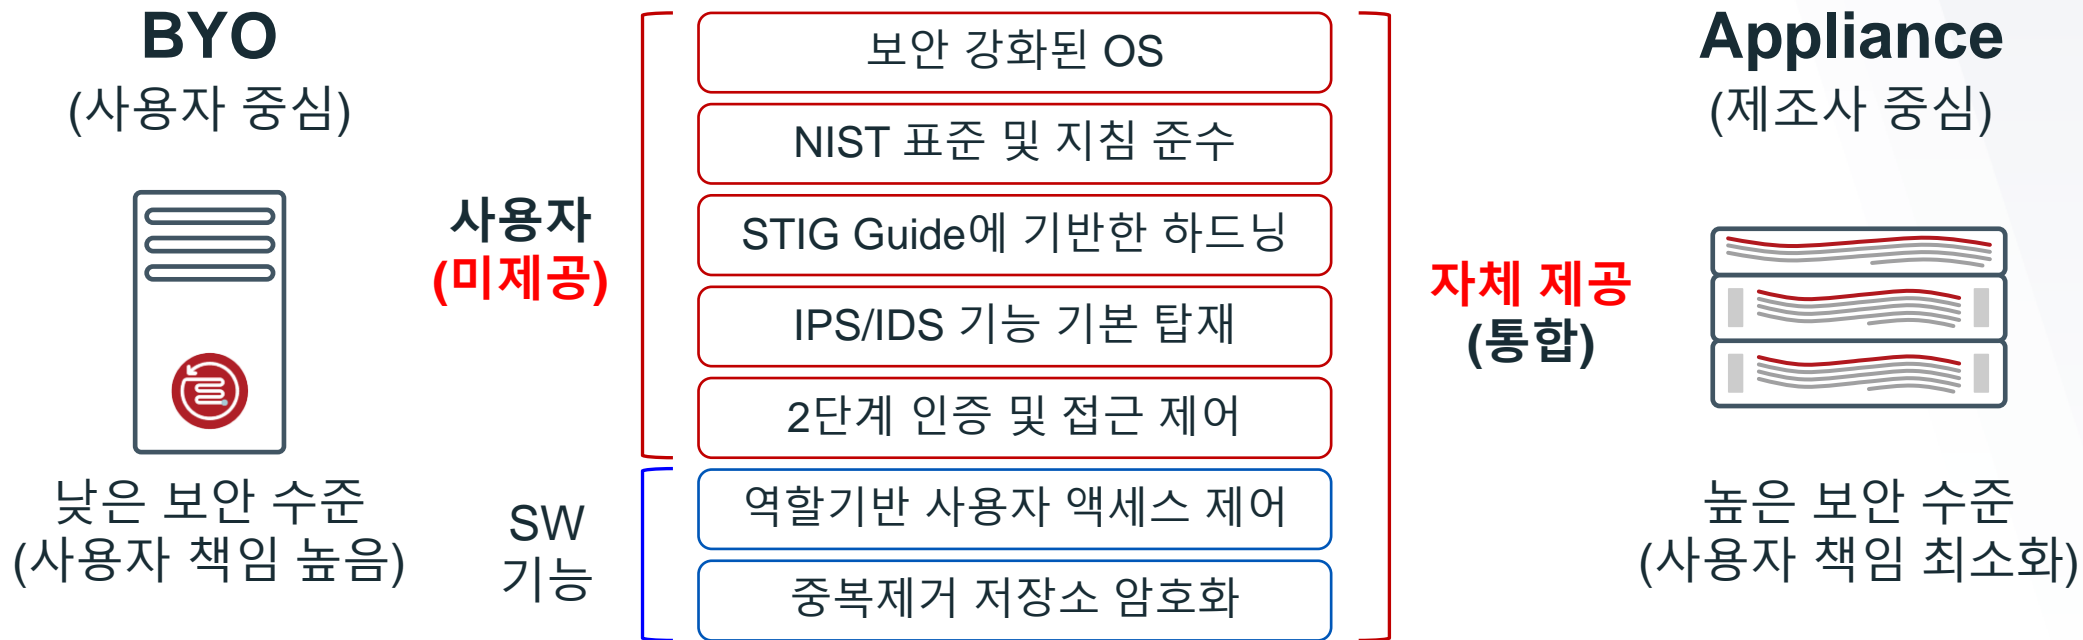 BYO
(사용자 중심)
낮은 보안 수준
(사용자 책임 높음)
사용자
(미제공)
SW
기능
보안 강화된 OS
NIST 표준 및 지침 준수
STIG Guide에 기반한 하드닝
IPS/IDS 기능 기본 탑재
2단계 인증 및 접근 제어
역할기반 사용자 액세스 제어
중복제거 저장소 암호화
자체 제공
(통합)
Appliance
(제조사 중심)
높은 보안 수준
(사용자 책임 최소화)